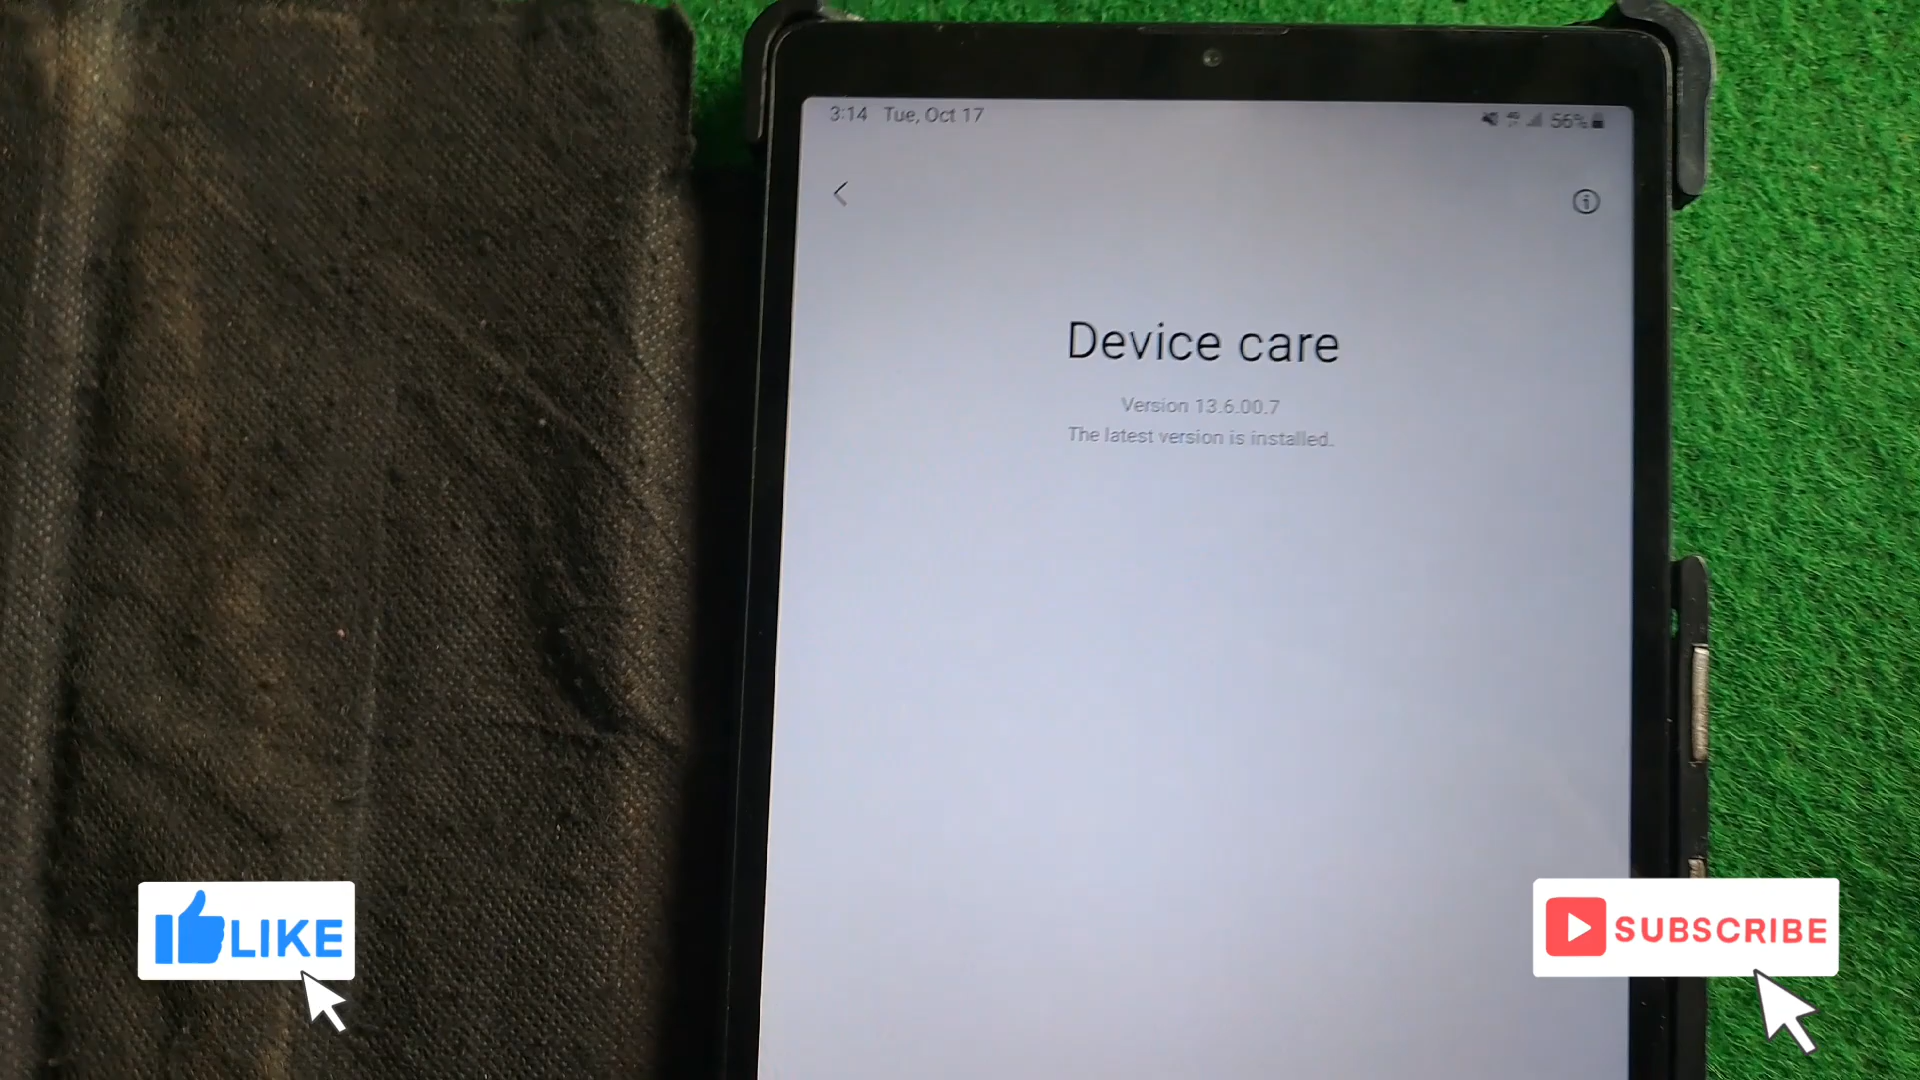 3:14 Tue, Oct 17
56%
Device care
Version 13.6.00.7
The latest version is installed.
LIKE
SUBSCRIBE